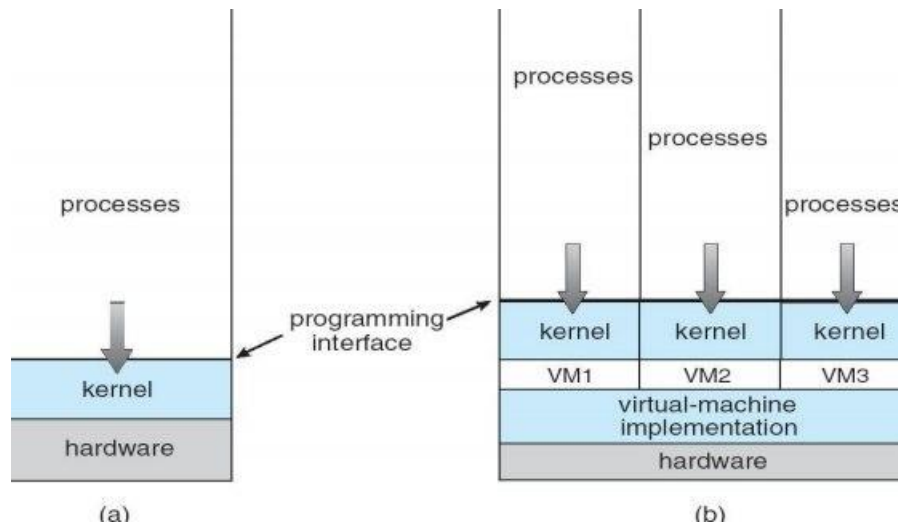 processes
kernel
hardware
(a)
programming
interface
processes
processes
processes
kernel
kernel
kernel
VM1
VM2
VM3
virtual-machine
implementation
hardware
(b)